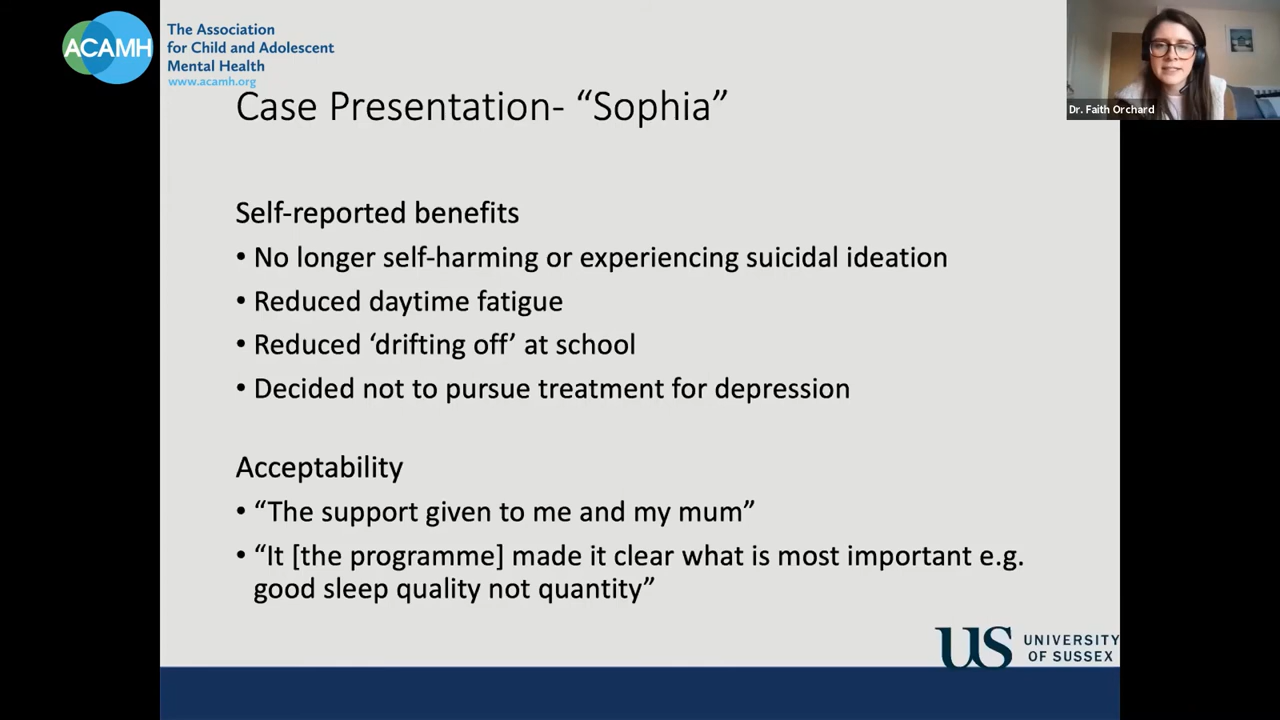 ACAMH
The Association
for Child and Adolescent
Mental Health
www.acamh.org
Dr. Faith Orchard
Case Presentation- “Sophia”
Self-reported benefits
• No longer self-harming or experiencing suicidal ideation
• Reduced daytime fatigue
• Reduced ‘drifting off’ at school
• Decided not to pursue treatment for depression
Acceptability
• “The support given to me and my mum”
• “It [the programme] made it clear what is most important e.g.
good sleep quality not quantity”
US UNIVERSITY
OF SUSSEX